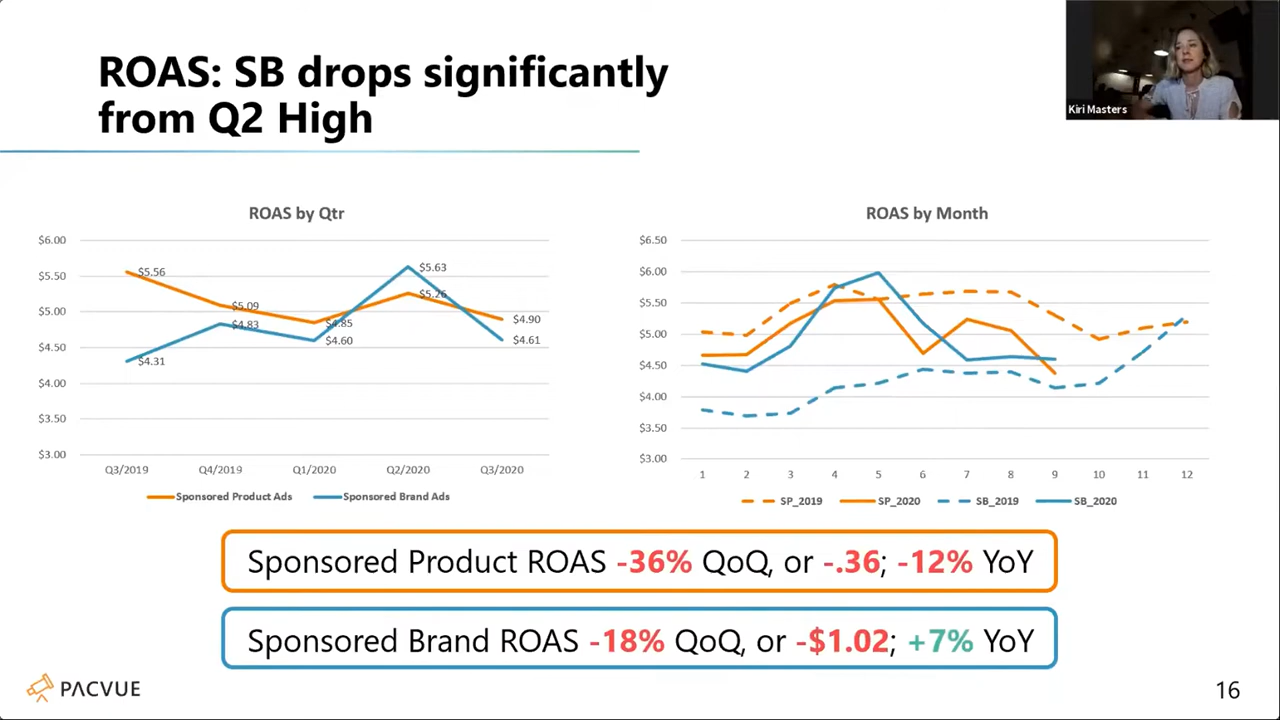 ROAS: SB drops significantly
from Q2 High
Kiri Masters
ROAS by Qtr
$6.00
$5.50
$5.00
$4.50
$4.00
$3.50
$3.00
$5.56
$5.09
$4.83
$4.31
$4.85
$4.60
$5.63
$5.26
$4.90
$4.61
Q3/2019 Q4/2019 Q1/2020 Q2/2020 Q3/2020
Sponsored Product Ads Sponsored Brand Ads
ROAS by Month
$6.50
$6.00
$5.50
$5.00
$4.50
$4.00
$3.50
$3.00
1 2 3 4 5 6 7 8 9 10 11 12
SP_2019 SP_2020 SB_2019 SB_2020
Sponsored Product ROAS -36% QoQ, or -.36; -12% YoY
Sponsored Brand ROAS -18% QoQ, or -$1.02; +7% YoY
PACVUE
16